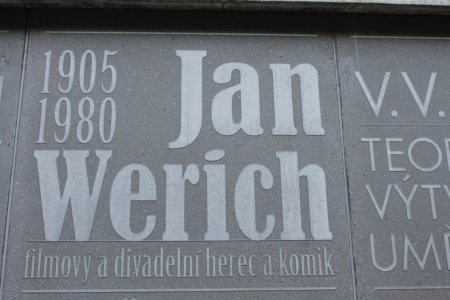 1905
1980
Jan
Werich
filmový a divadelní herec a komik
V.V.